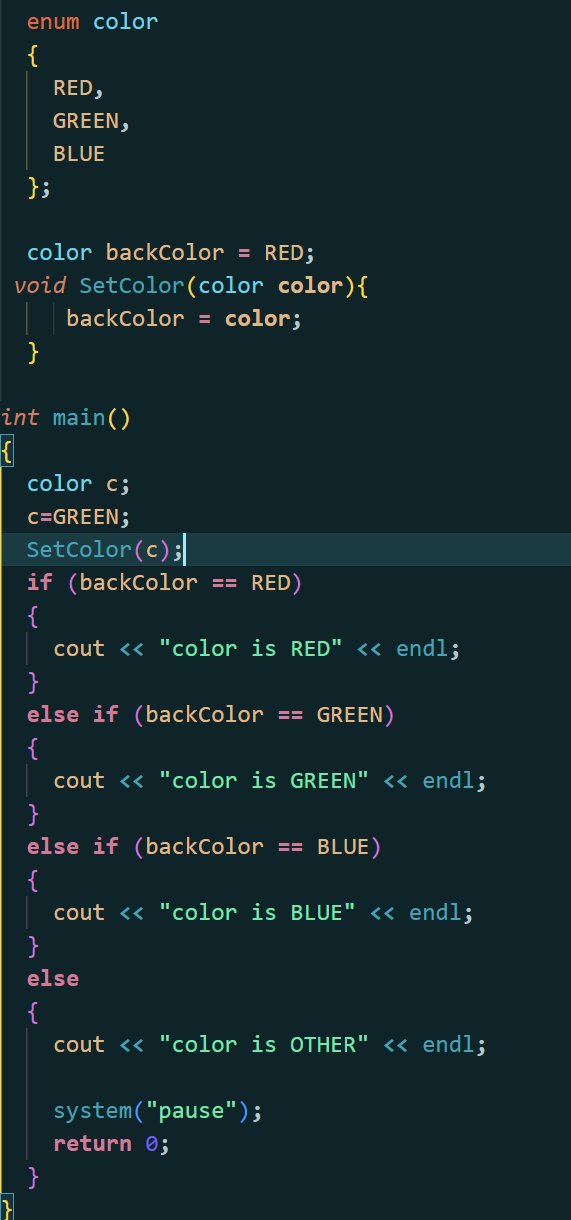 enum color
{
RED,
GREEN,
BLUE
};
color backColor = RED;
void SetColor(color color){
backColor = color;
}
int main()
{
color c;
c=GREEN;
SetColor(c);
if (backColor == RED)
{
cout << "color is RED" << endl;
}
else if (backColor == GREEN)
{
cout << "color is GREEN" << endl;
}
else if (backColor == BLUE)
{
cout << "color is BLUE" << endl;
}
else
{
cout << "color is OTHER" << endl;
system("pause");
return 0;
}
}